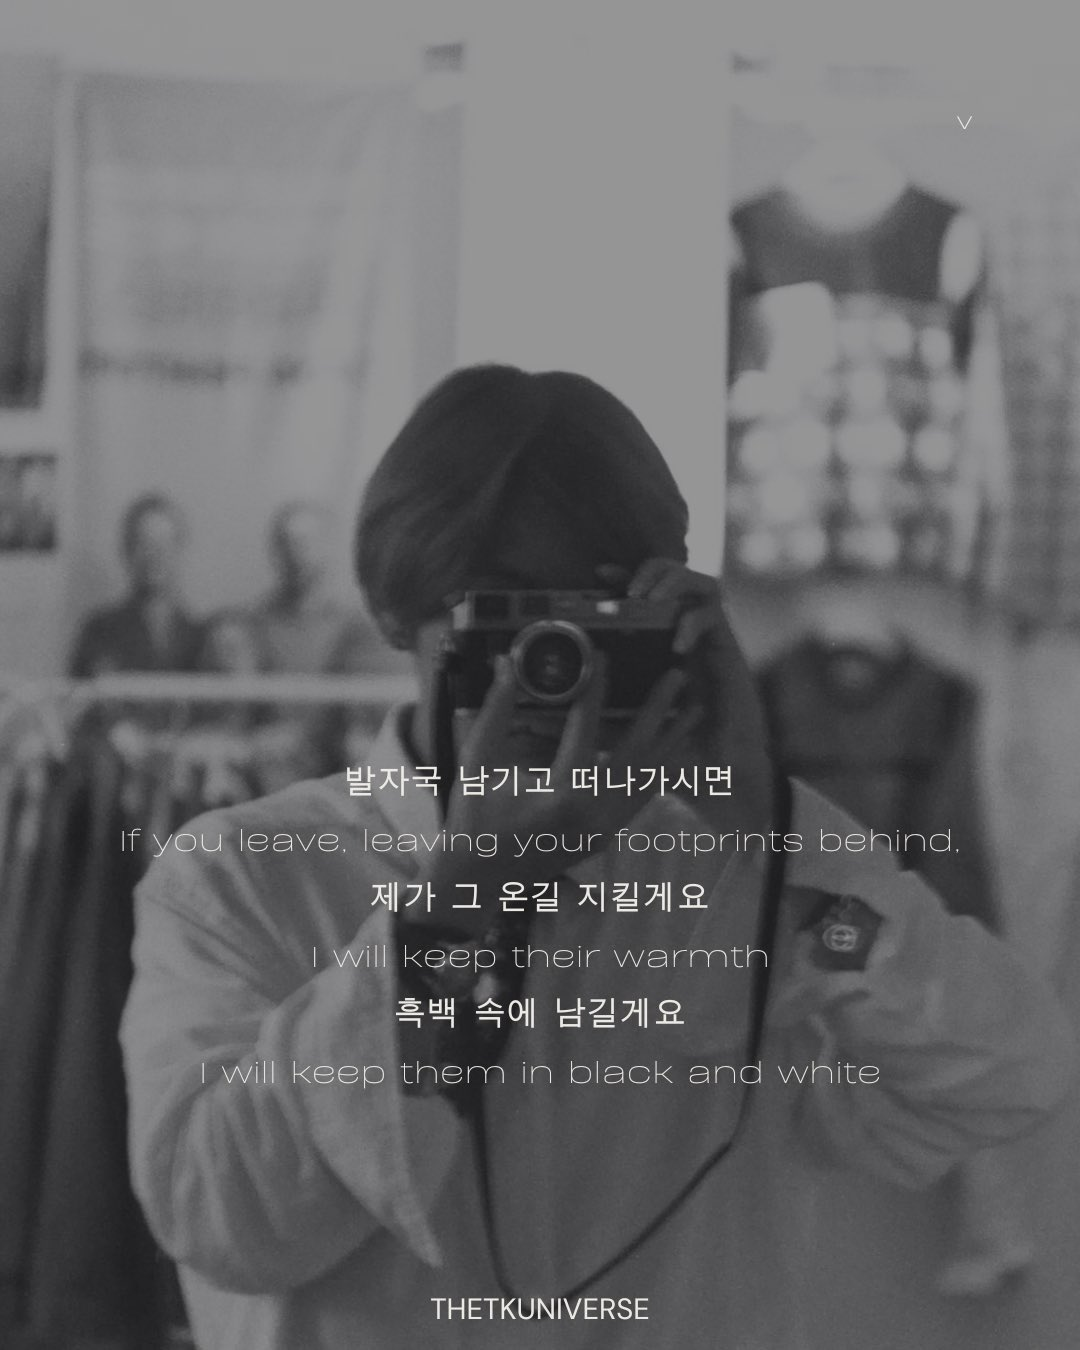 V
발자국 남기고 떠나가시면
If you leave, leaving your footprints behind,
제가 그 온길 지킬게요
I will keep their warmth
흑백 속에 남길게요
I will keep them in black and white
THETKUNIVERSE